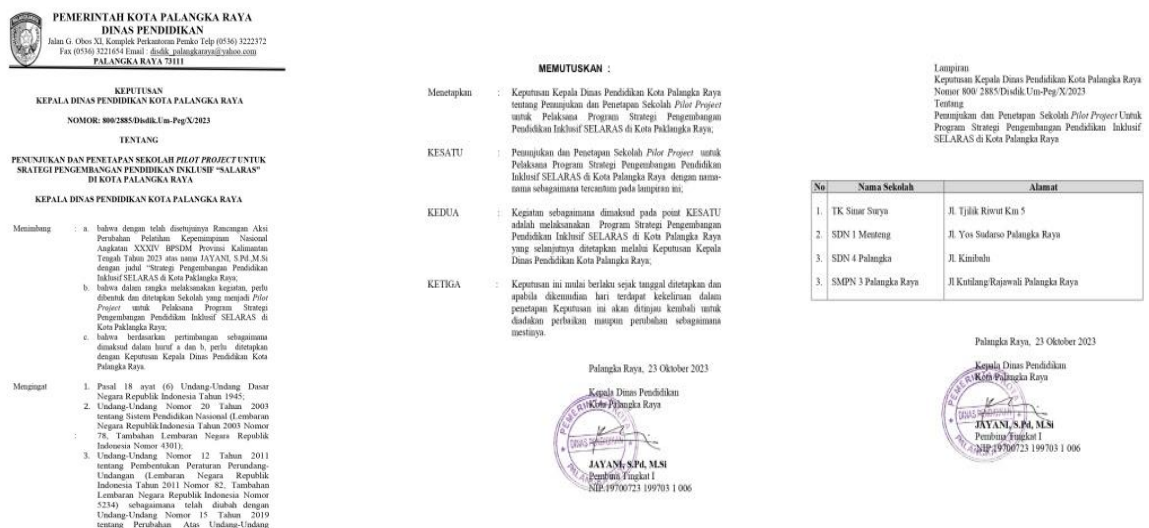 PEMERINTAH KOTA PALANGKA RAYA
DINAS PENDIDIKAN
Jalan G. Obos XI, Komplek Perkantoran Pemko Telp (0536) 3222372
Fax (0536) 3221654 Email : disdik_palangkaraya@yahoo.com
PALANGKA RAYA 73111
KEPUTUSAN
KEPALA DINAS PENDIDIKAN KOTA PALANGKA RAYA
NOMOR: 800/2885/Disdik.Um-Peg/X/2023
TENTANG
PENUNJUKAN DAN PENETAPAN SEKOLAH PILOT PROJECT UNTUK
SRATEGI PENGEMBANGAN PENDIDIKAN INKLUSIF “SALARAS”
DI KOTA PALANGKA RAYA
KEPALA DINAS PENDIDIKAN KOTA PALANGKA RAYA
Menimbang : a. bahwa dengan telah disetujuinya Rancangan Aksi
Perubahan Pelatihan Kepemimpinan Nasional
Angkatan XXXIV BPSDM Provinsi Kalimantan
Tengah Tahun 2023 atas nama JAYANI, S.Pd.,M.Si
dengan judul “Strategi Pengembangan Pendidikan
Inklusif SELARAS di Kota Paklangka Raya;
b. bahwa dalam rangka melaksanakan kegiatan, perlu
dibentuk dan ditetapkan Sekolah yang menjadi Pilot
Project untuk Pelaksana Program Strategi
Pengembangan Pendidikan Inklusif SELARAS di
Kota Paklangka Raya;
c. bahwa berdasarkan pertimbangan sebagaimana
dimaksud dalam huruf a dan b, perlu ditetapkan
dengan Keputusan Kepala Dinas Pendidikan Kota
Palangka Raya.
Mengingat 1. Pasal 18 ayat (6) Undang-Undang Dasar
Negara Republik Indonesia Tahun 1945;
2. Undang-Undang Nomor 20 Tahun 2003
tentang Sistem Pendidikan Nasional (Lembaran
Negara Republik Indonesia Tahun 2003 Nomor
: 78, Tambahan Lembaran Negara Republik
Indonesia Nomor 4301);
3. Undang-Undang Nomor 12 Tahun 2011
tentang Pembentukan Peraturan Perundang-
Undangan (Lembaran Negara Republik
Indonesia Tahun 2011 Nomor 82, Tambahan
Lembaran Negara Republik Indonesia Nomor
5234) sebagaimana telah diubah dengan
Undang-Undang Nomor 15 Tahun 2019
tentang Perubahan Atas Undang-Undang
MEMUTUSKAN :
Menetapkan : Keputusan Kepala Dinas Pendidikan Kota Palangka Raya
tentang Penunjukan dan Penetapan Sekolah Pilot Project
untuk Pelaksana Program Strategi Pengembangan
Pendidikan Inklusif SELARAS di Kota Paklangka Raya;
KESATU : Penunjukan dan Penetapan Sekolah Pilot Project untuk
Pelaksana Program Strategi Pengembangan Pendidikan
Inklusif SELARAS di Kota Palangka Raya dengan nama-
nama sebagaimana tercantum pada lampiran ini;
KEDUA : Kegiatan sebagaimana dimaksud pada point KESATU
adalah melaksanakan Program Strategi Pengembangan
Pendidikan Inklusif SELARAS di Kota Palangka Raya
yang selanjutnya ditetapkan melalui Keputusan Kepala
Dinas Pendidikan Kota Palangka Raya;
KETIGA : Keputusan ini mulai berlaku sejak tanggal ditetapkan dan
apabila dikemudian hari terdapat kekeliruan dalam
penetapan Keputusan ini akan ditinjau kembali untuk
diadakan perbaikan maupun perubahan sebagaimana
mestinya.
Palangka Raya, 23 Oktober 2023
Kepala Dinas Pendidikan
Kota Palangka Raya
JAYANI, S.Pd, M.Si
Pembina Tingkat I
NIP.19700723 199703 1 006
Lampiran
Keputusan Kepala Dinas Pendidikan Kota Palangka Raya
Nomor 800/ 2885/Disdik.Um-Peg/X/2023
Tentang
Penunjukan dan Penetapan Sekolah Pilot Project Untuk
Program Strategi Pengembangan Pendidikan Inklusif
SELARAS di Kota Palangka Raya
No Nama Sekolah Alamat
1. TK Sinar Surya Jl. Tjilik Riwut Km 5
2. SDN 1 Menteng Jl. Yos Sudarso Palangka Raya
3. SDN 4 Palangka Jl. Kinibalu
3. SMPN 3 Palangka Raya Jl Kutilang/Rajawali Palangka Raya
Palangka Raya, 23 Oktober 2023
Kepala Dinas Pendidikan
Kota Palangka Raya
JAYANI, S.Pd, M.Si
Pembina Tingkat I
NIP.19700723 199703 1 006